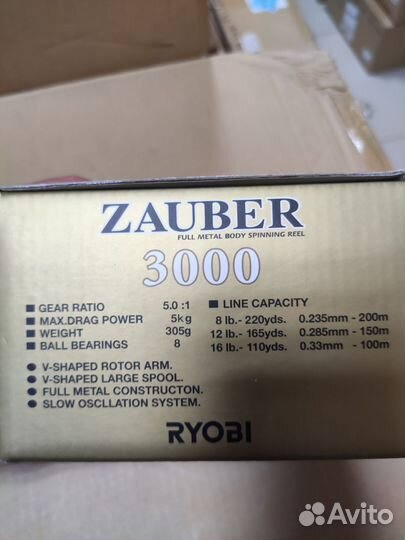 ZAUBER
FULL METAL BODY SPINNING REEL
3000
■ GEAR RATIO 5.0 :1
■ MAX.DRAG POWER 5kg
■ WEIGHT 305g
■ BALL BEARINGS 8
■ LINE CAPACITY
8 lb.- 220yds. 0.235mm - 200m
12 lb.- 165yds. 0.285mm - 150m
16 lb.- 110yds. 0.33mm - 100m
● V-SHAPED ROTOR ARM.
● V-SHAPED LARGE SPOOL.
● FULL METAL CONSTRUCTON.
● SLOW OSCLLATION SYSTEM.
RYOBI
Avito